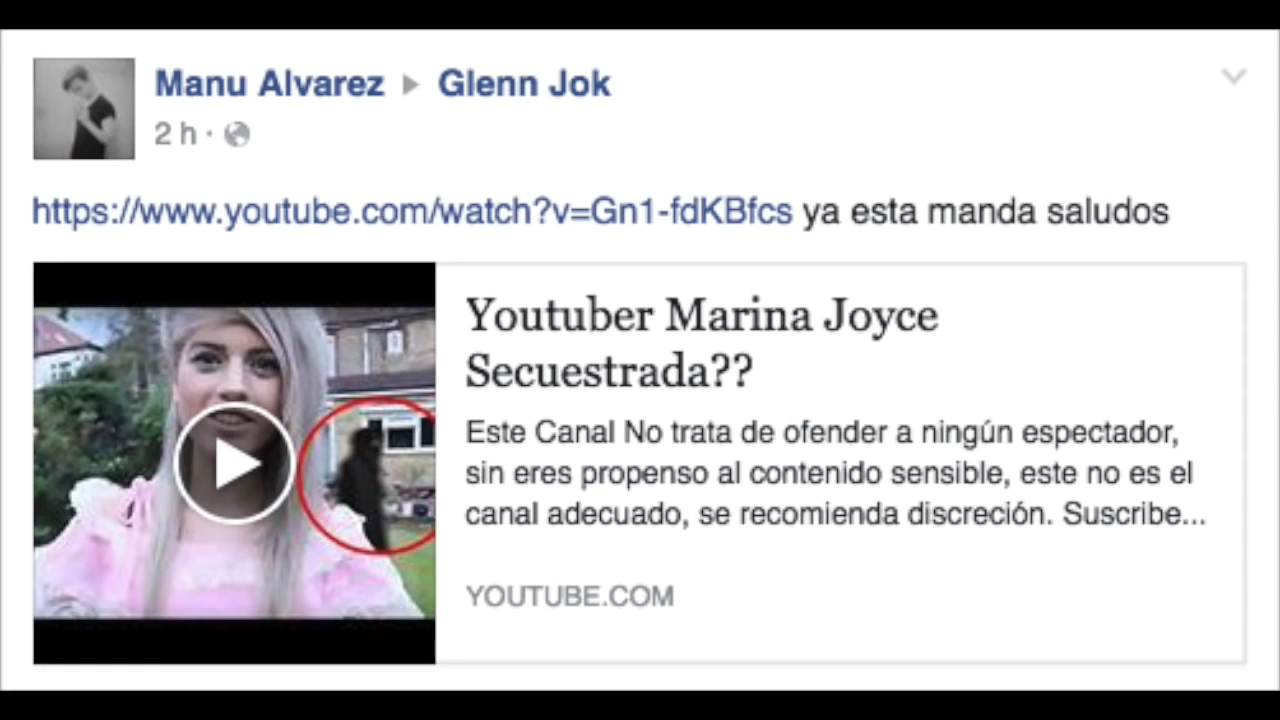 Manu Alvarez ▶ Glenn Jok
2 h ·
https://www.youtube.com/watch?v=Gn1-fdKBfcs ya esta manda saludos
Youtuber Marina Joyce
Secuestrada??
Este Canal No trata de ofender a ningún espectador,
sin eres propenso al contenido sensible, este no es el
canal adecuado, se recomienda discreción. Suscribe...
YOUTUBE.COM